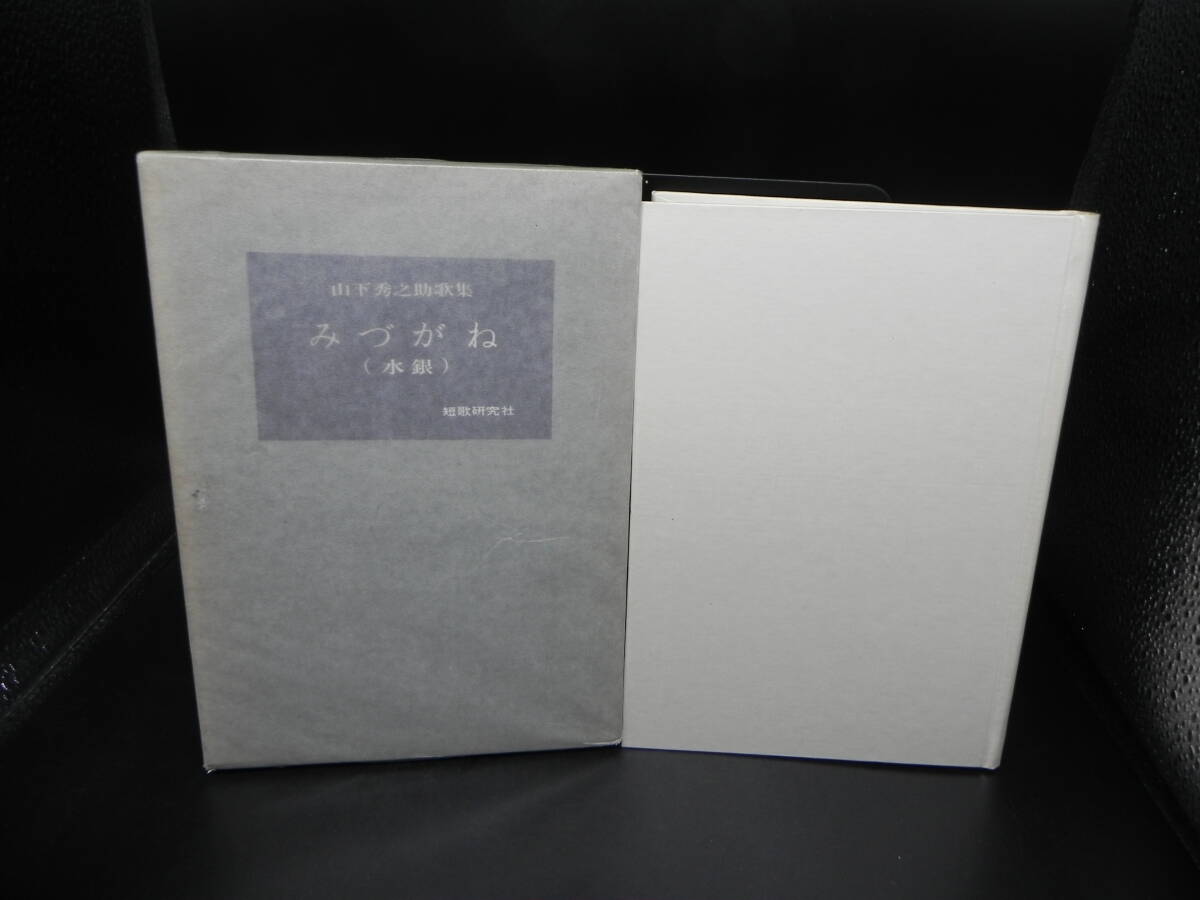 山下秀之助歌集
みづがね
（水銀）
短歌研究社